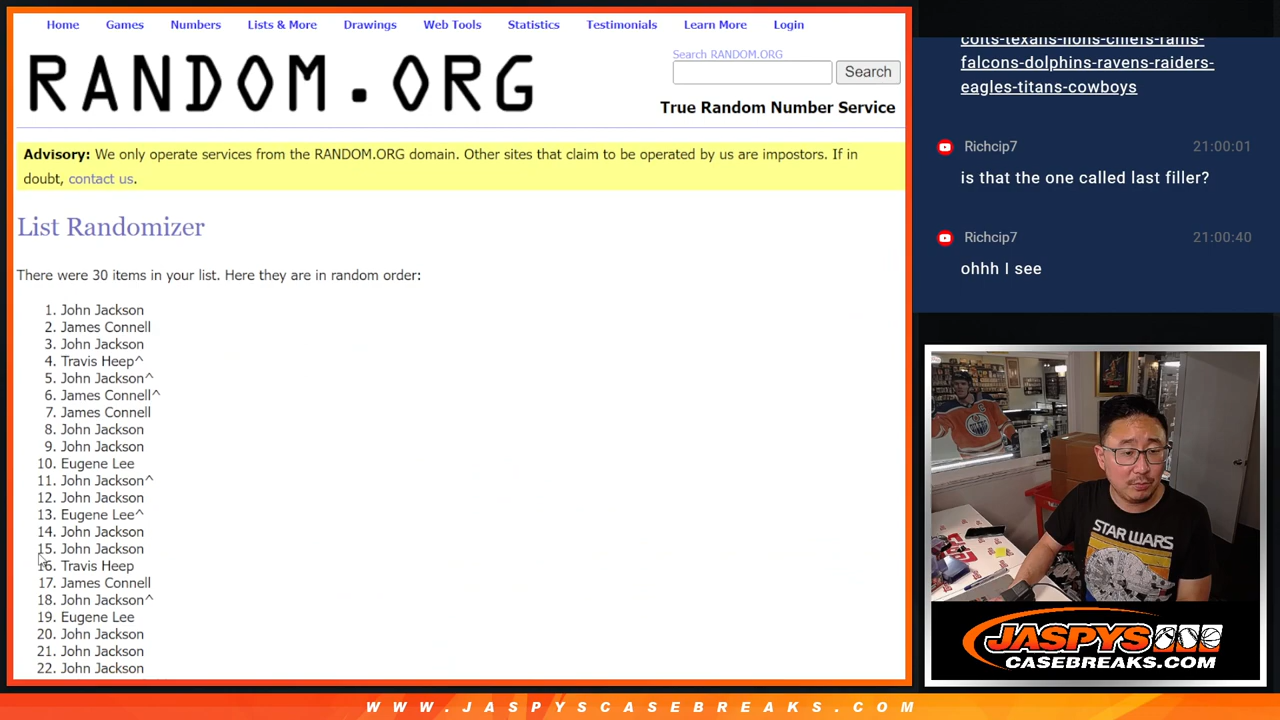 Home Games Numbers Lists & More Drawings Web Tools Statistics Testimonials Learn More Login
RANDOM.ORG
Search RANDOM.ORG
Search
True Random Number Service
Advisory: We only operate services from the RANDOM.ORG domain. Other sites that claim to be operated by us are impostors. If in
doubt, contact us.
List Randomizer
There were 30 items in your list. Here they are in random order:
1. John Jackson
2. James Connell
3. John Jackson
4. Travis Heep^
5. John Jackson^
6. James Connell^
7. James Connell
8. John Jackson
9. John Jackson
10. Eugene Lee
11. John Jackson^
12. John Jackson
13. Eugene Lee^
14. John Jackson
15. John Jackson
16. Travis Heep
17. James Connell
18. John Jackson^
19. Eugene Lee
20. John Jackson
21. John Jackson
22. John Jackson
colts-texans-lions-chiefs-rams-
falcons-dolphins-ravens-raiders-
eagles-titans-cowboys
Richcip7 21:00:01
is that the one called last filler?
Richcip7 21:00:40
ohhh I see
STAR WARS
JASPYS
CASEBREAKS.COM
WWW.JASPYSCASEBREAKS.COM